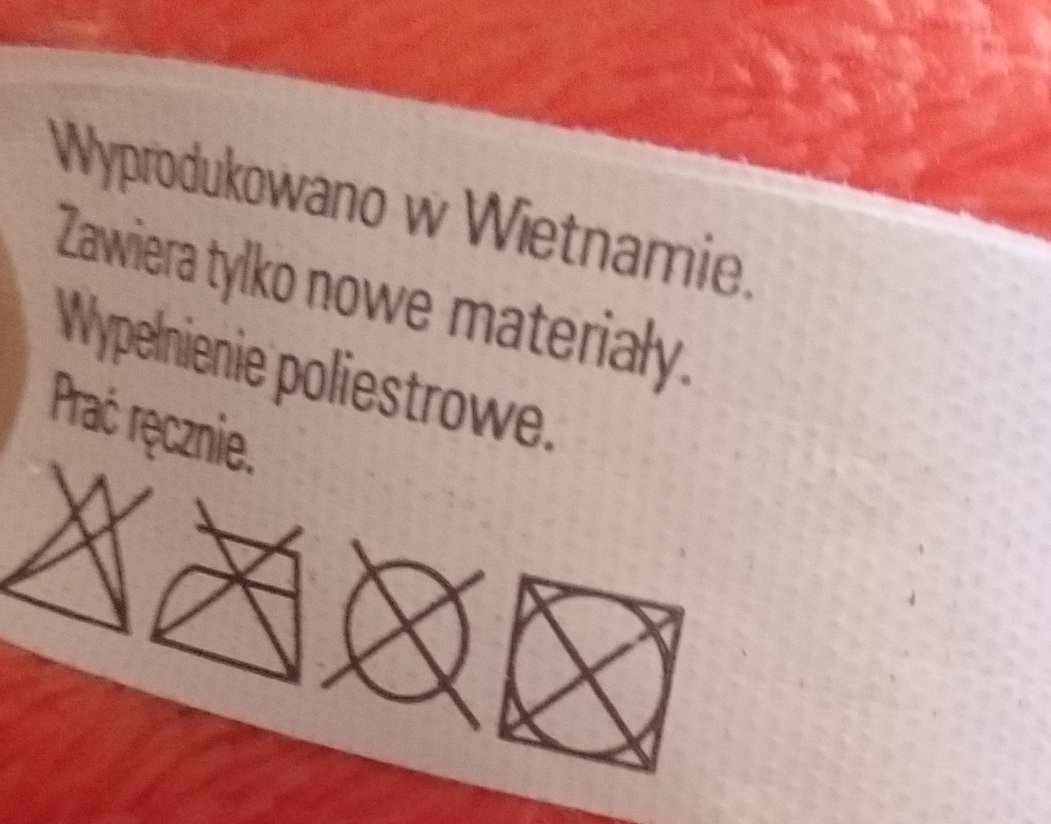 Wyprodukowano w Wietnamie.
Zawiera tylko nowe materiały.
Wypełnienie poliestrowe.
Prać ręcznie.